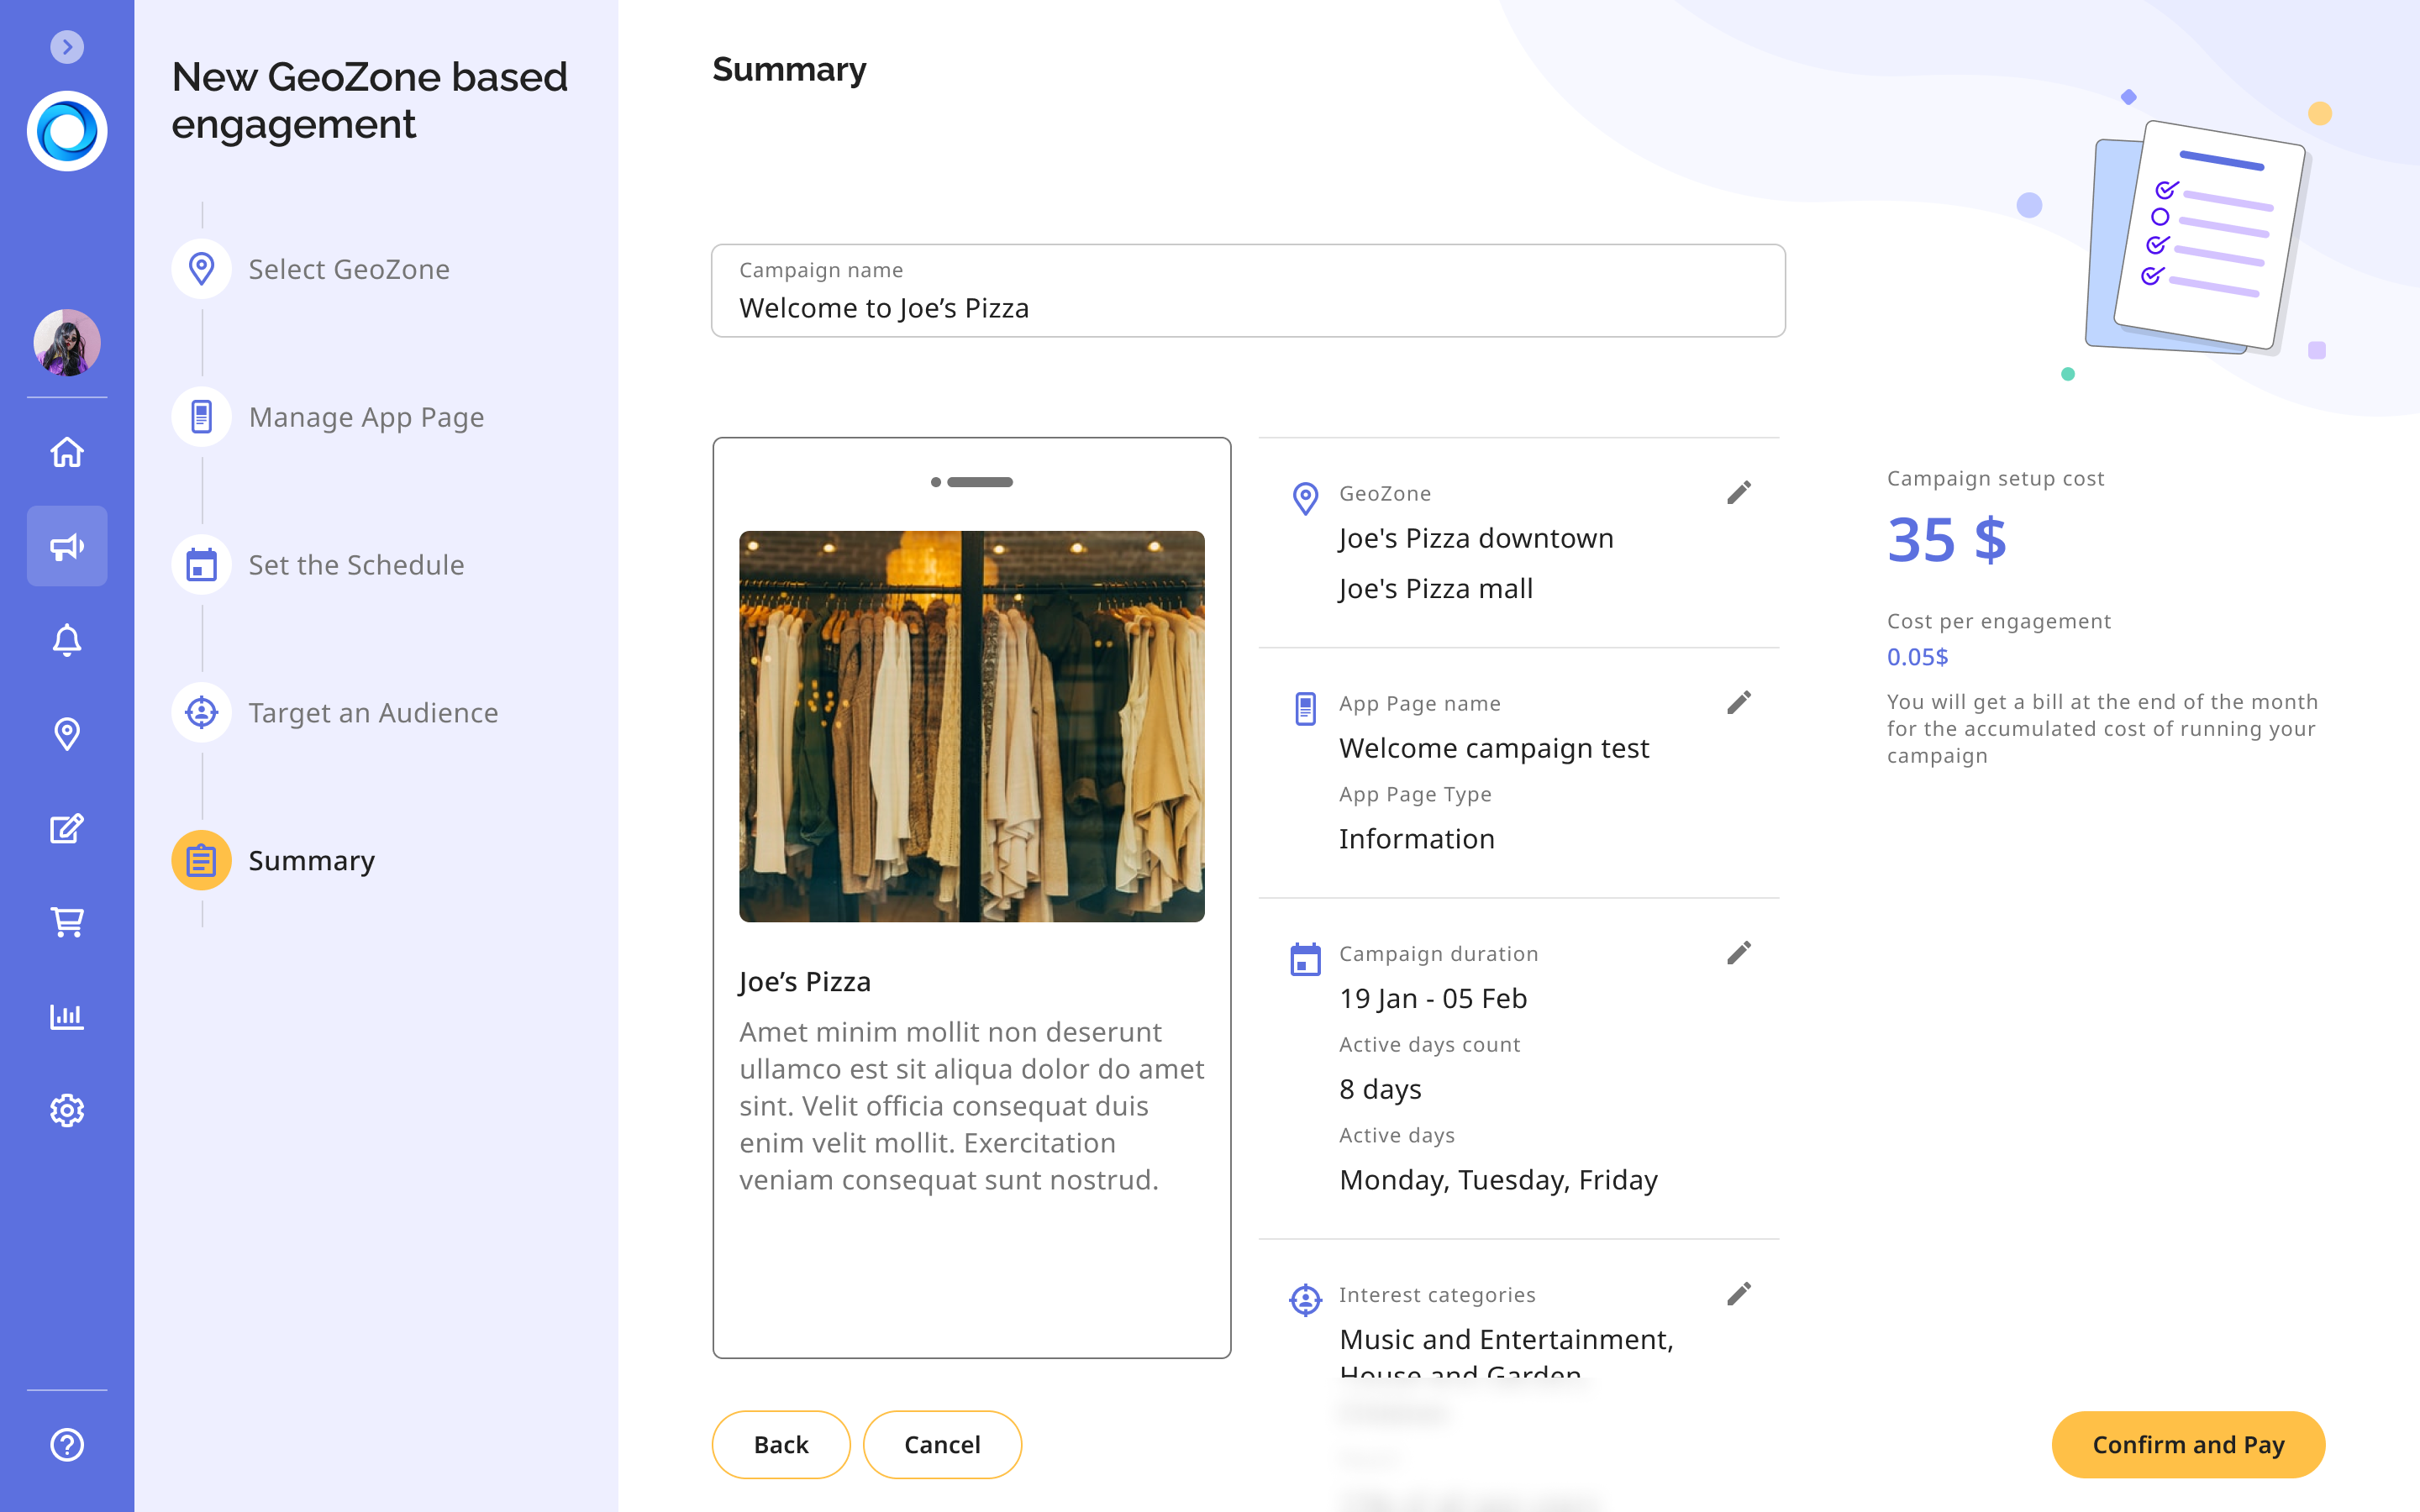 New GeoZone based
engagement
Select GeoZone
Manage App Page
Set the Schedule
Target an Audience
Summary
Summary
Campaign name
Welcome to Joe’s Pizza
Joe’s Pizza
Amet minim mollit non deserunt
ullamco est sit aliqua dolor do amet
sint. Velit officia consequat duis
enim velit mollit. Exercitation
veniam consequat sunt nostrud.
GeoZone
Joe's Pizza downtown
Joe's Pizza mall
App Page name
Welcome campaign test
App Page Type
Information
Campaign duration
19 Jan - 05 Feb
Active days count
8 days
Active days
Monday, Tuesday, Friday
Interest categories
Music and Entertainment,
House and Garden
Campaign setup cost
35 $
Cost per engagement
0.05$
You will get a bill at the end of the month
for the accumulated cost of running your
campaign
Back
Cancel
Confirm and Pay